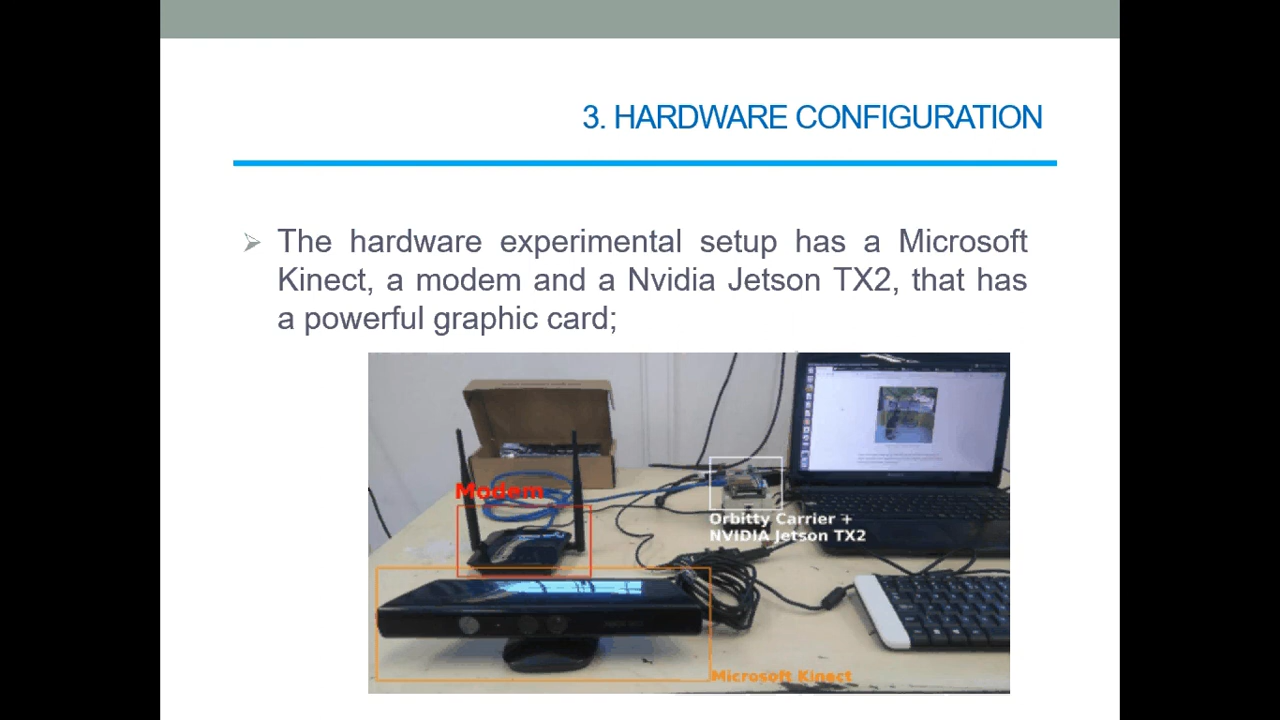 3. HARDWARE CONFIGURATION
The hardware experimental setup has a Microsoft
Kinect, a modem and a Nvidia Jetson TX2, that has
a powerful graphic card;
Modem
Orbitty Carrier +
NVIDIA Jetson TX2
Microsoft Kinect